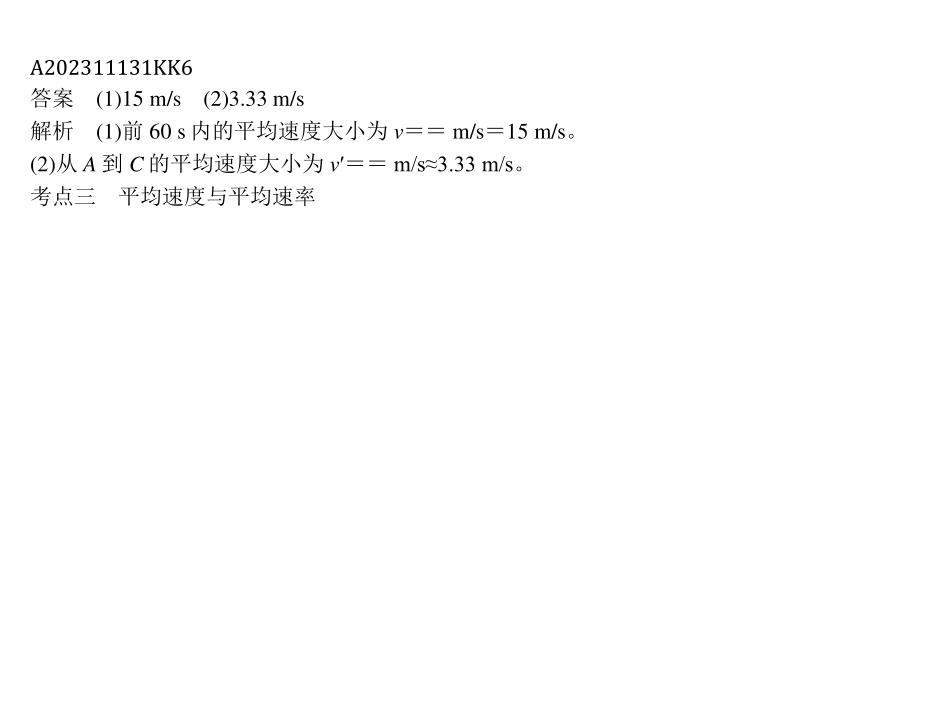 A202311131KK6
答案　(1)15 m/s　(2)3.33 m/s
解析　(1)前 60 s 内的平均速度大小为 v＝＝ m/s＝15 m/s。
(2)从 A 到 C 的平均速度大小为 v′＝＝ m/s≈3.33 m/s。
考点三　平均速度与平均速率